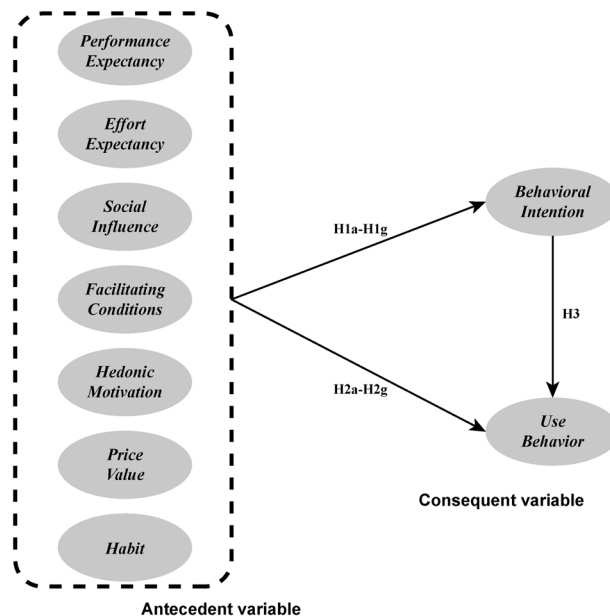 Performance
Expectancy
Effort
Expectancy
Social
Influence
Facilitating
Conditions
Hedonic
Motivation
Price
Value
Habit
Antecedent variable
H1a-H1g
H2a-H2g
Behavioral
Intention
H3
Use
Behavior
Consequent variable